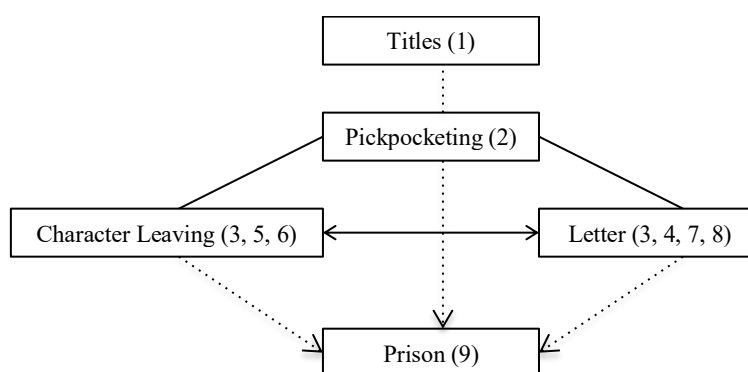 Titles (1)
Pickpocketing (2)
Character Leaving (3, 5, 6)
Letter (3, 4, 7, 8)
Prison (9)